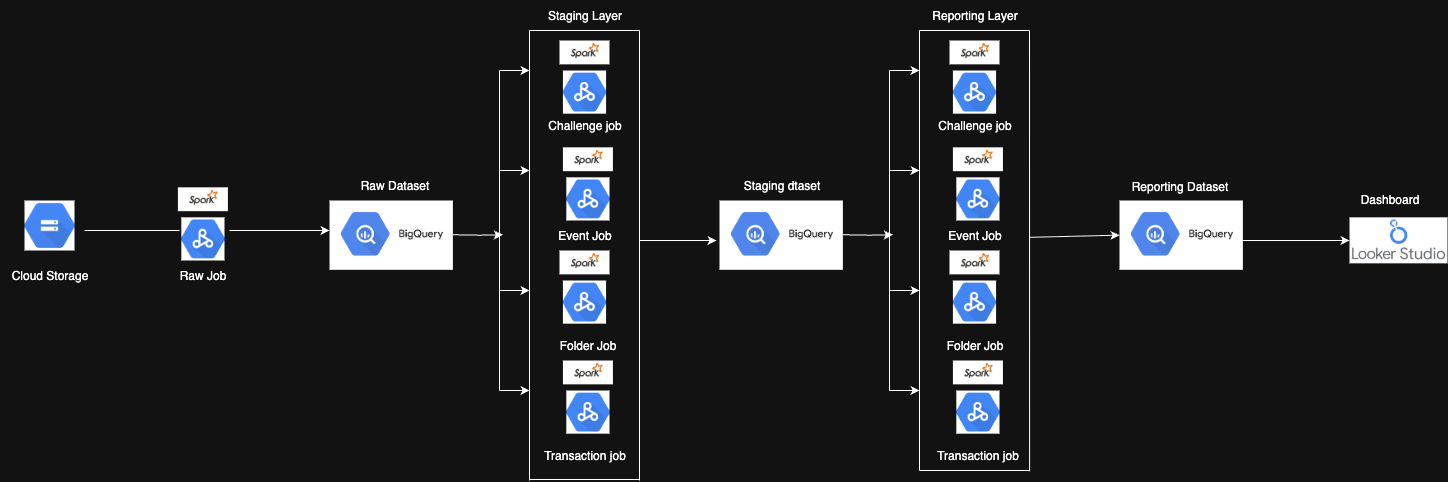 Staging Layer
Reporting Layer
Spark
Spark
Challenge job
Challenge job
Spark
Spark
Raw Dataset
Staging dtaset
Reporting Dataset
Dashboard
Spark
BigQuery
BigQuery
BigQuery
Looker Studio
Event Job
Event Job
Cloud Storage
Raw Job
Spark
Spark
Folder Job
Folder Job
Spark
Spark
Transaction job
Transaction job